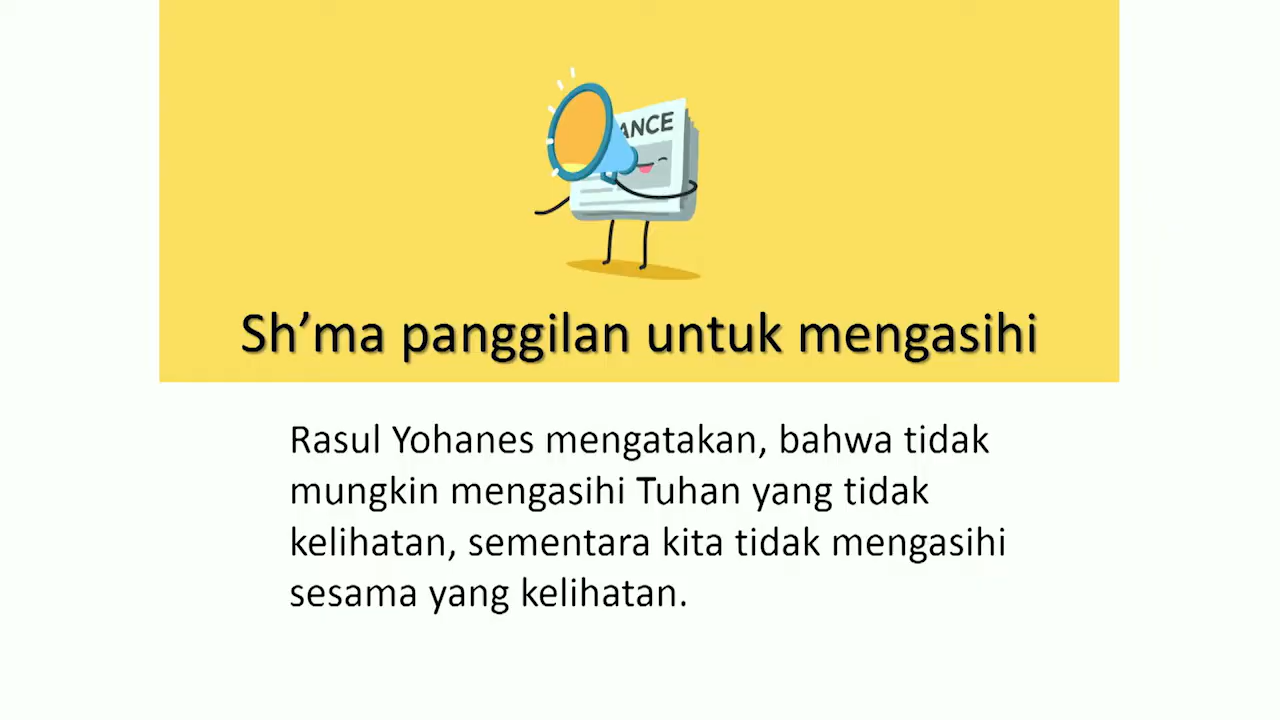 ANCE
Sh’ma panggilan untuk mengasihi
Rasul Yohanes mengatakan, bahwa tidak
mungkin mengasihi Tuhan yang tidak
kelihatan, sementara kita tidak mengasihi
sesama yang kelihatan.